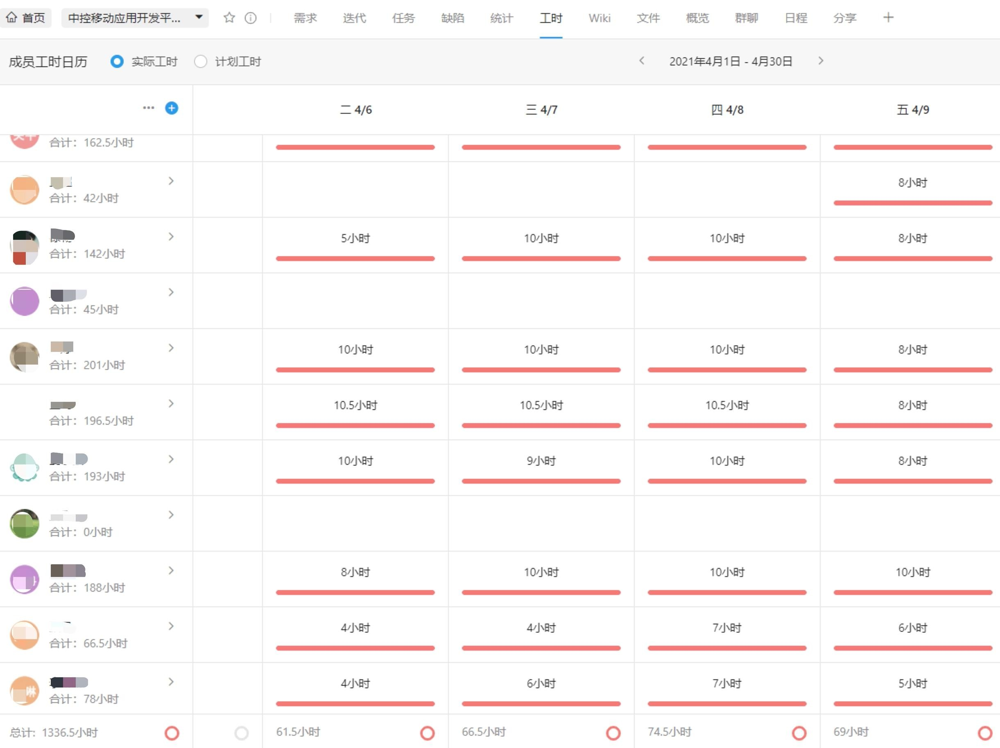 首页 中控移动应用开发平... 需求 迭代 任务 缺陷 统计 工时 Wiki 文件 概览 群聊 日程 分享
成员工时日历 实际工时 计划工时 2021年4月1日 - 4月30日
二 4/6 三 4/7 四 4/8 五 4/9
合计：162.5小时
8小时
合计：42小时
5小时 10小时 10小时 8小时
合计：142小时
合计：45小时
10小时 10小时 10小时 8小时
合计：201小时
10.5小时 10.5小时 10.5小时 8小时
合计：196.5小时
10小时 9小时 10小时 8小时
合计：193小时
合计：0小时
8小时 10小时 10小时 10小时
合计：188小时
4小时 4小时 7小时 6小时
合计：66.5小时
4小时 6小时 7小时 5小时
琳
合计：78小时
总计：1336.5小时 61.5小时 66.5小时 74.5小时 69小时